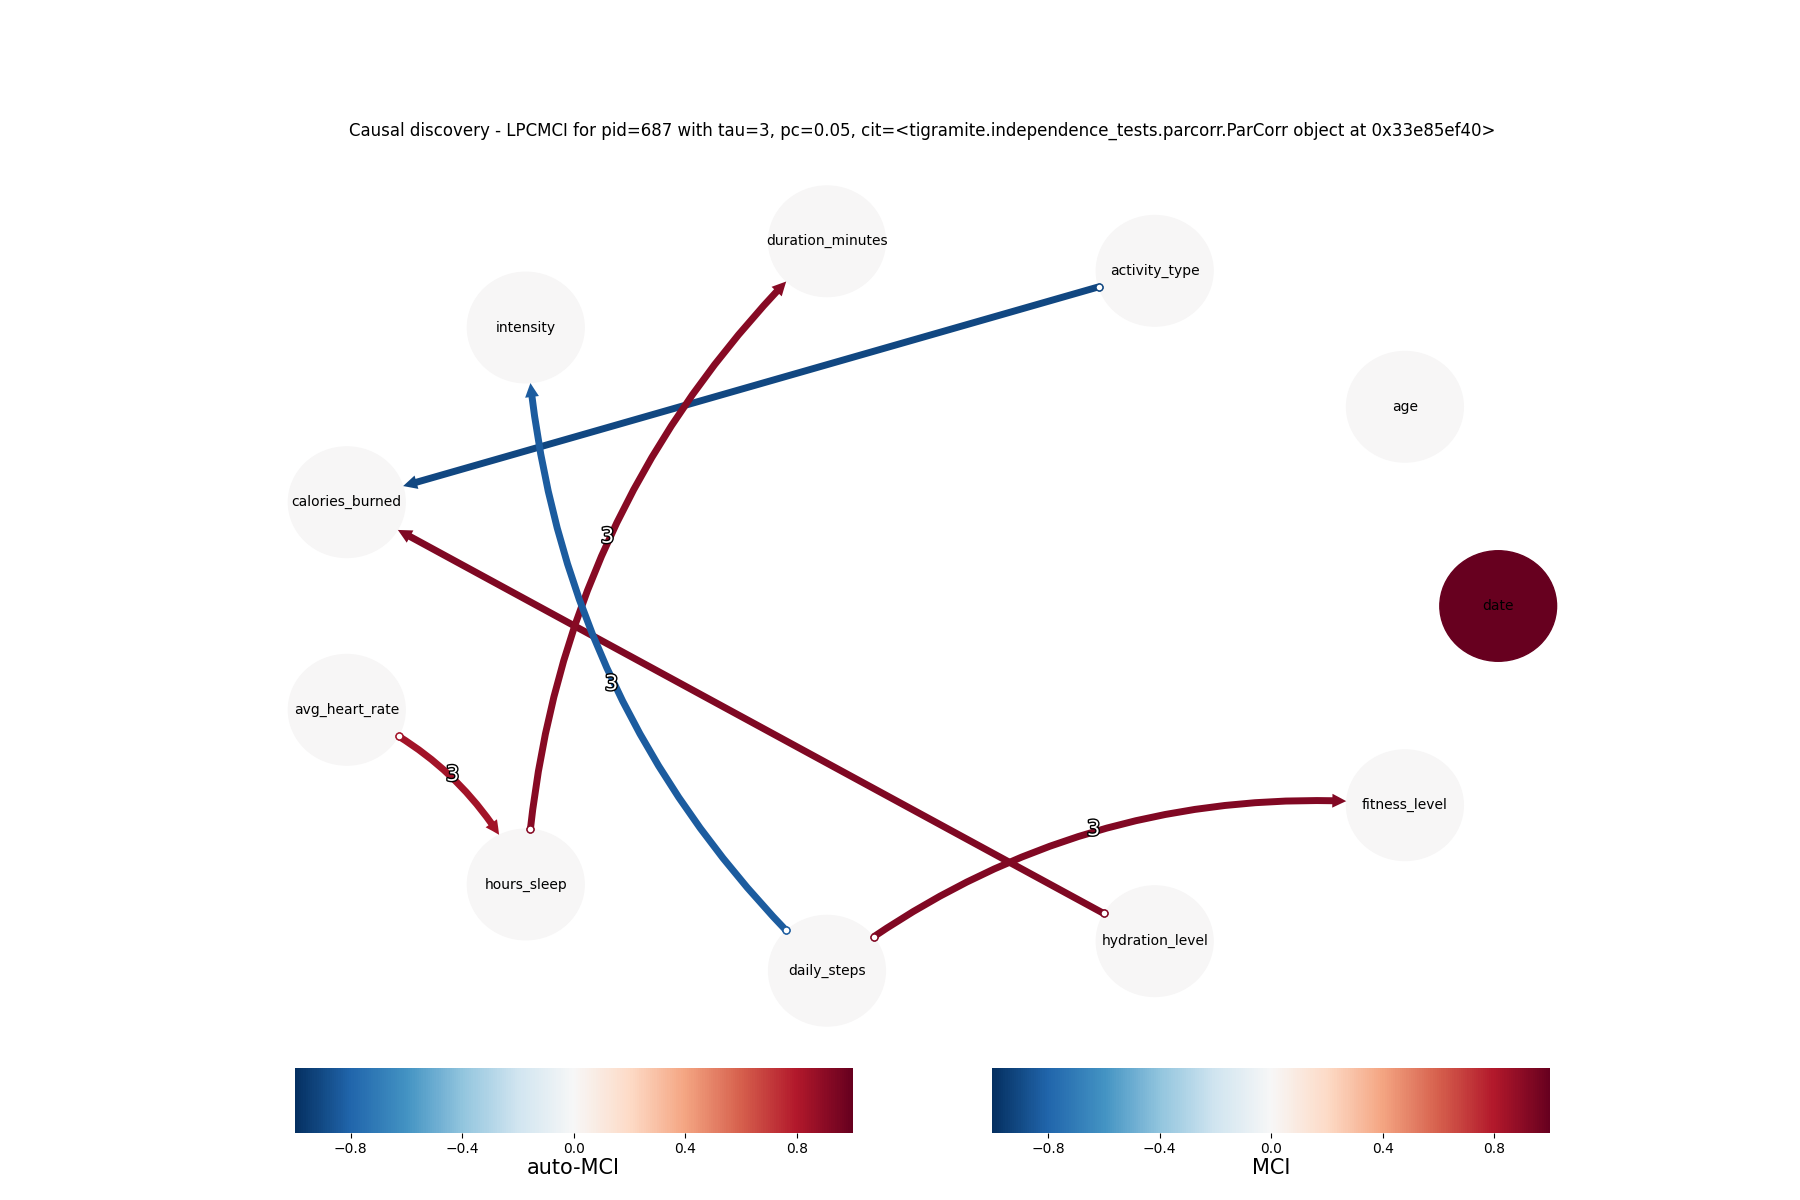 Causal discovery - LPCMCI for pid=687 with tau=3, pc=0.05, cit=<tigramite.independence_tests.parcorr.ParCorr object at 0x33e85ef40>
duration_minutes
activity_type
intensity
age
calories_burned
3
date
3
avg_heart_rate
3
fitness_level
3
hours_sleep
hydration_level
daily_steps
−0.8 −0.4 0.0 0.4 0.8
auto-MCI
−0.8 −0.4 0.0 0.4 0.8
MCI